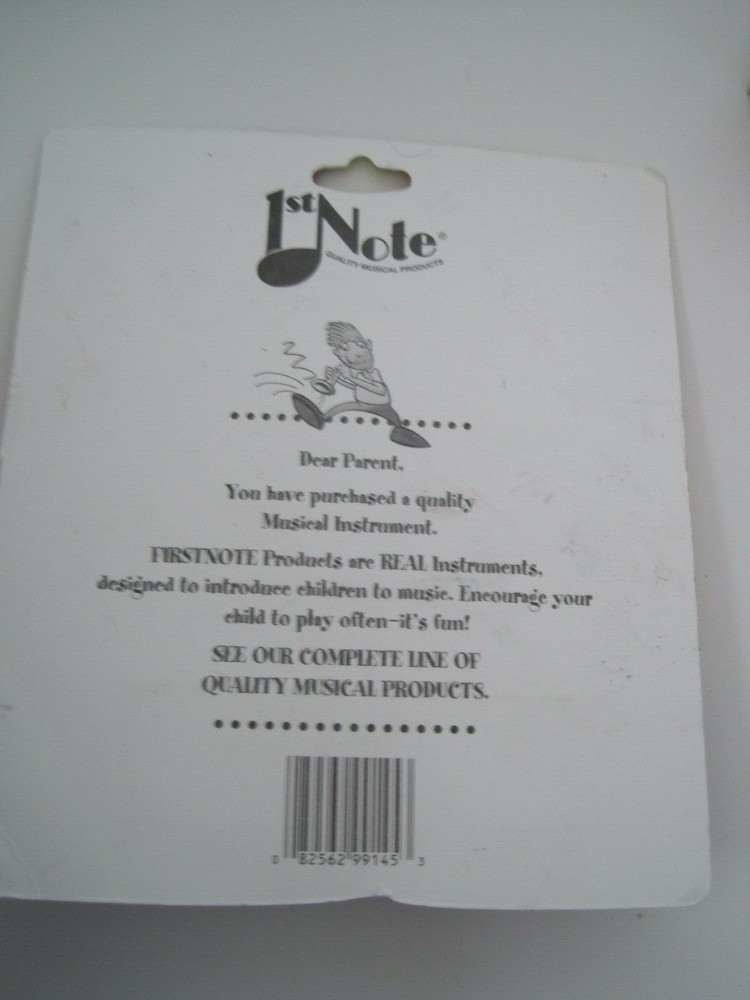 1st Note®
QUALITY MUSICAL PRODUCTS
Dear Parent,
You have purchased a quality
Musical Instrument.
FIRSTNOTE Products are REAL Instruments,
designed to introduce children to music. Encourage your
child to play often-it's fun!
SEE OUR COMPLETE LINE OF
QUALITY MUSICAL PRODUCTS.
0 82562 99145 3